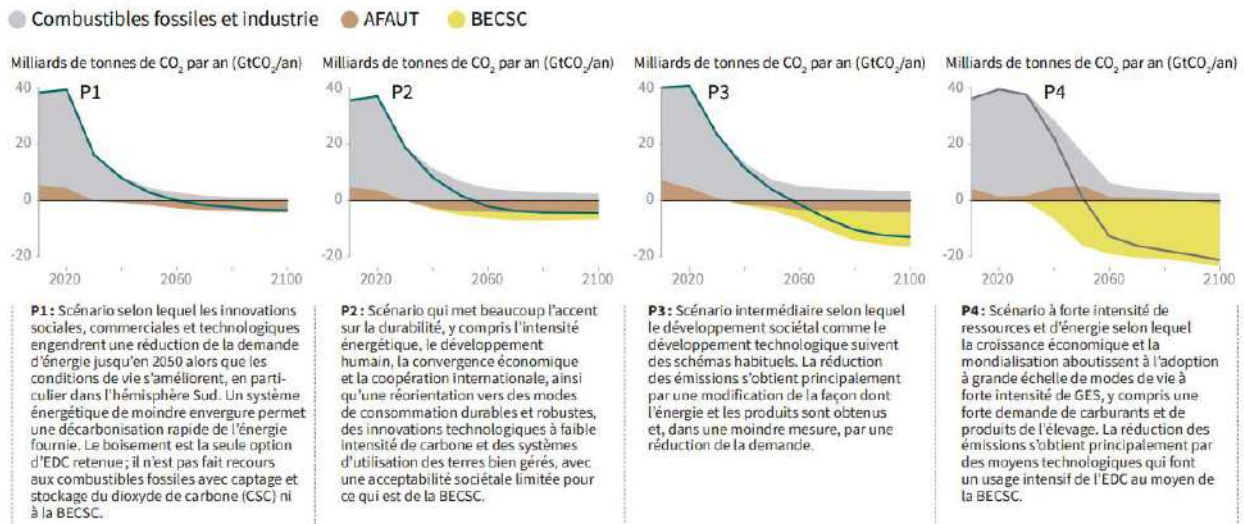 Combustibles fossiles et industrie AFAUT BECSC
Milliards de tonnes de CO₂ par an (GtCO₂/an)
P1
40
20
0
-20
2020 2060 2100
P1 : Scénario selon lequel les innovations
sociales, commerciales et technologiques
engendrent une réduction de la demande
d'énergie jusqu'en 2050 alors que les
conditions de vie s'améliorent, en parti-
culier dans l'hémisphère Sud. Un système
énergétique de moindre envergure permet
une décarbonisation rapide de l'énergie
fournie. Le boisement est la seule option
d'EDC retenue ; il n'est pas fait recours
aux combustibles fossiles avec captage et
stockage du dioxyde de carbone (CSC) ni
à la BECSC.
Milliards de tonnes de CO₂ par an (GtCO₂/an)
P2
40
20
0
-20
2020 2060 2100
P2 : Scénario qui met beaucoup l'accent
sur la durabilité, y compris l'intensité
énergétique, le développement
humain, la convergence économique
et la coopération internationale, ainsi
qu'une réorientation vers des modes
de consommation durables et robustes,
des innovations technologiques à faible
intensité de carbone et des systèmes
d'utilisation des terres bien gérés, avec
une acceptabilité sociétale limitée pour
ce qui est de la BECSC.
Milliards de tonnes de CO₂ par an (GtCO₂/an)
P3
40
20
0
-20
2020 2060 2100
P3 : Scénario intermédiaire selon lequel
le développement sociétal comme le
développement technologique suivent
des schémas habituels. La réduction
des émissions s'obtient principalement
par une modification de la façon dont
l'énergie et les produits sont obtenus
et, dans une moindre mesure, par une
réduction de la demande.
Milliards de tonnes de CO₂ par an (GtCO₂/an)
P4
40
20
0
-20
2020 2060 2100
P4 : Scénario à forte intensité de
ressources et d'énergie selon lequel
la croissance économique et la
mondialisation aboutissent à l'adoption
à grande échelle de modes de vie à
forte intensité de GES, y compris une
forte demande de carburants et de
produits de l'élevage. La réduction des
émissions s'obtient principalement par
des moyens technologiques qui font
un usage intensif de l'EDC au moyen de
la BECSC.